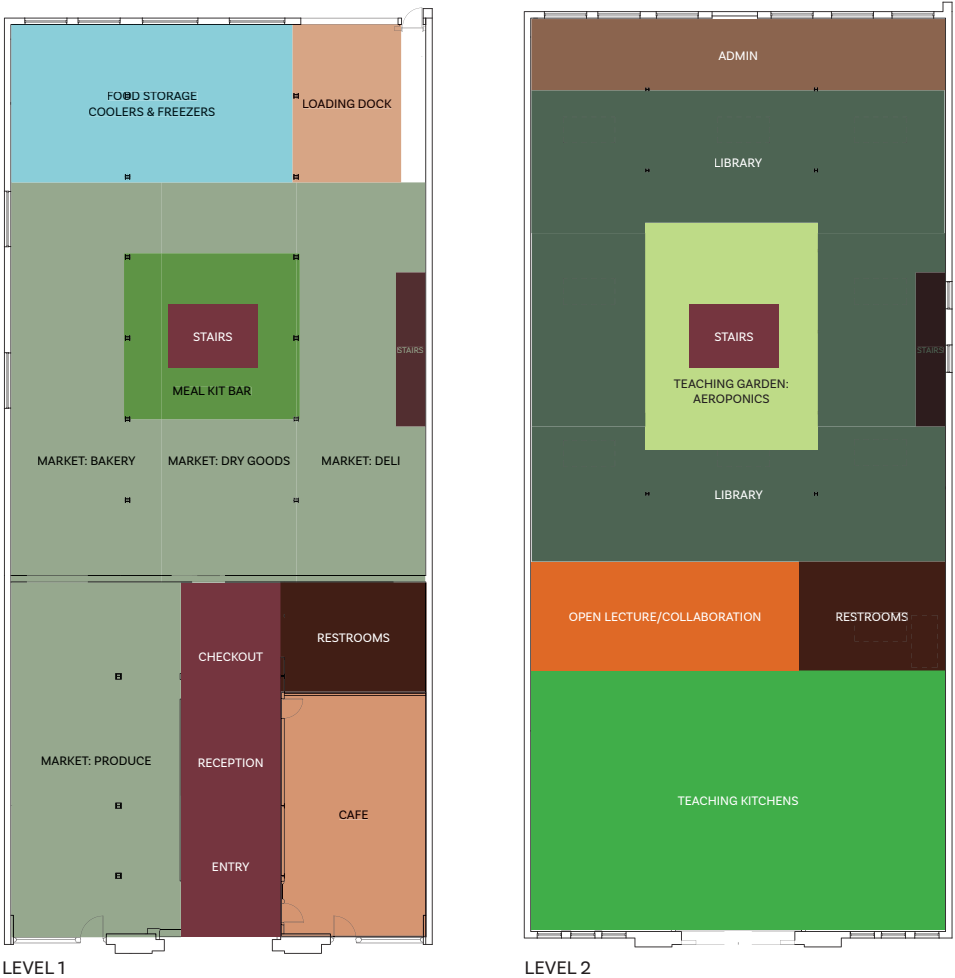 FOOD STORAGE
COOLERS & FREEZERS
LOADING DOCK
STAIRS
MEAL KIT BAR
STAIRS
MARKET: BAKERY
MARKET: DRY GOODS
MARKET: DELI
CHECKOUT
RESTROOMS
MARKET: PRODUCE
RECEPTION
CAFE
ENTRY
LEVEL 1
ADMIN
LIBRARY
STAIRS
STAIRS
TEACHING GARDEN:
AEROPONICS
LIBRARY
OPEN LECTURE/COLLABORATION
RESTROOMS
TEACHING KITCHENS
LEVEL 2